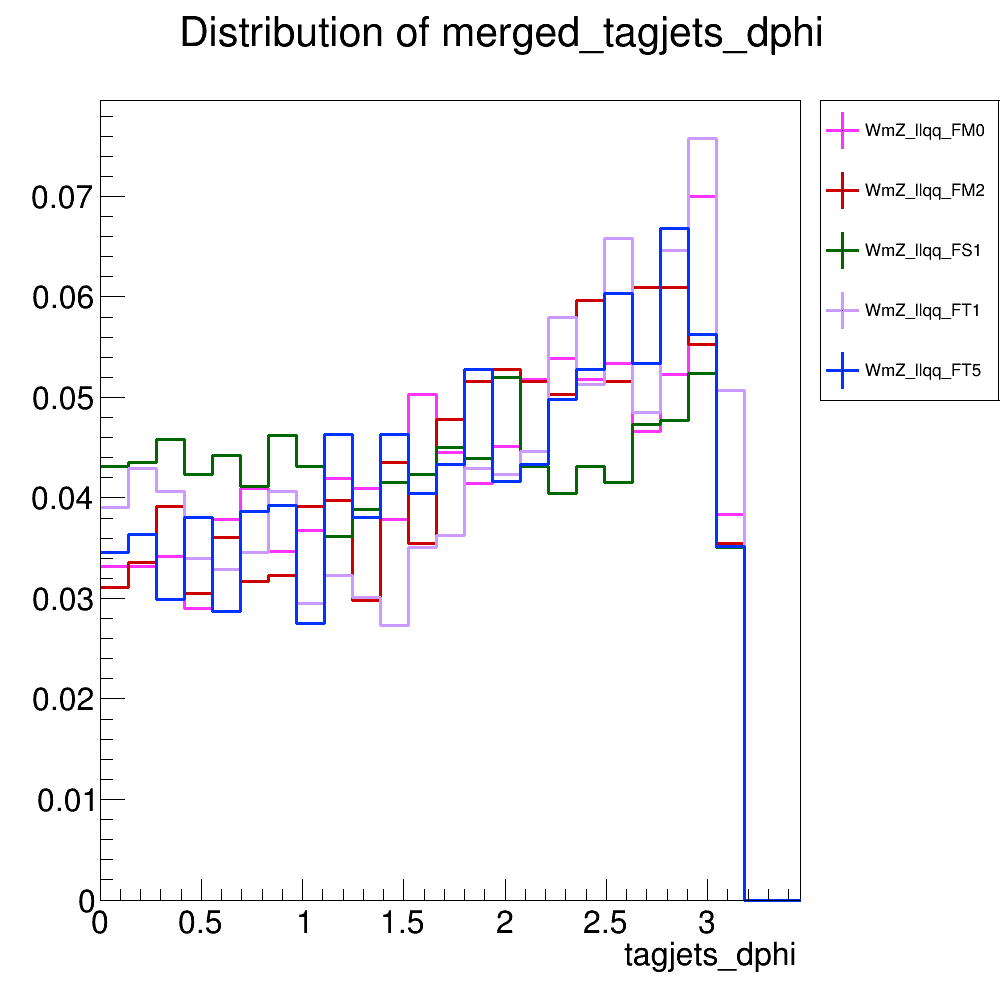 Distribution of merged_tagjets_dphi
WmZ_llqq_FM0
WmZ_llqq_FM2
WmZ_llqq_FS1
WmZ_llqq_FT1
WmZ_llqq_FT5
0.07
0.06
0.05
0.04
0.03
0.02
0.01
0
0 0.5 1 1.5 2 2.5 3
tagjets_dphi